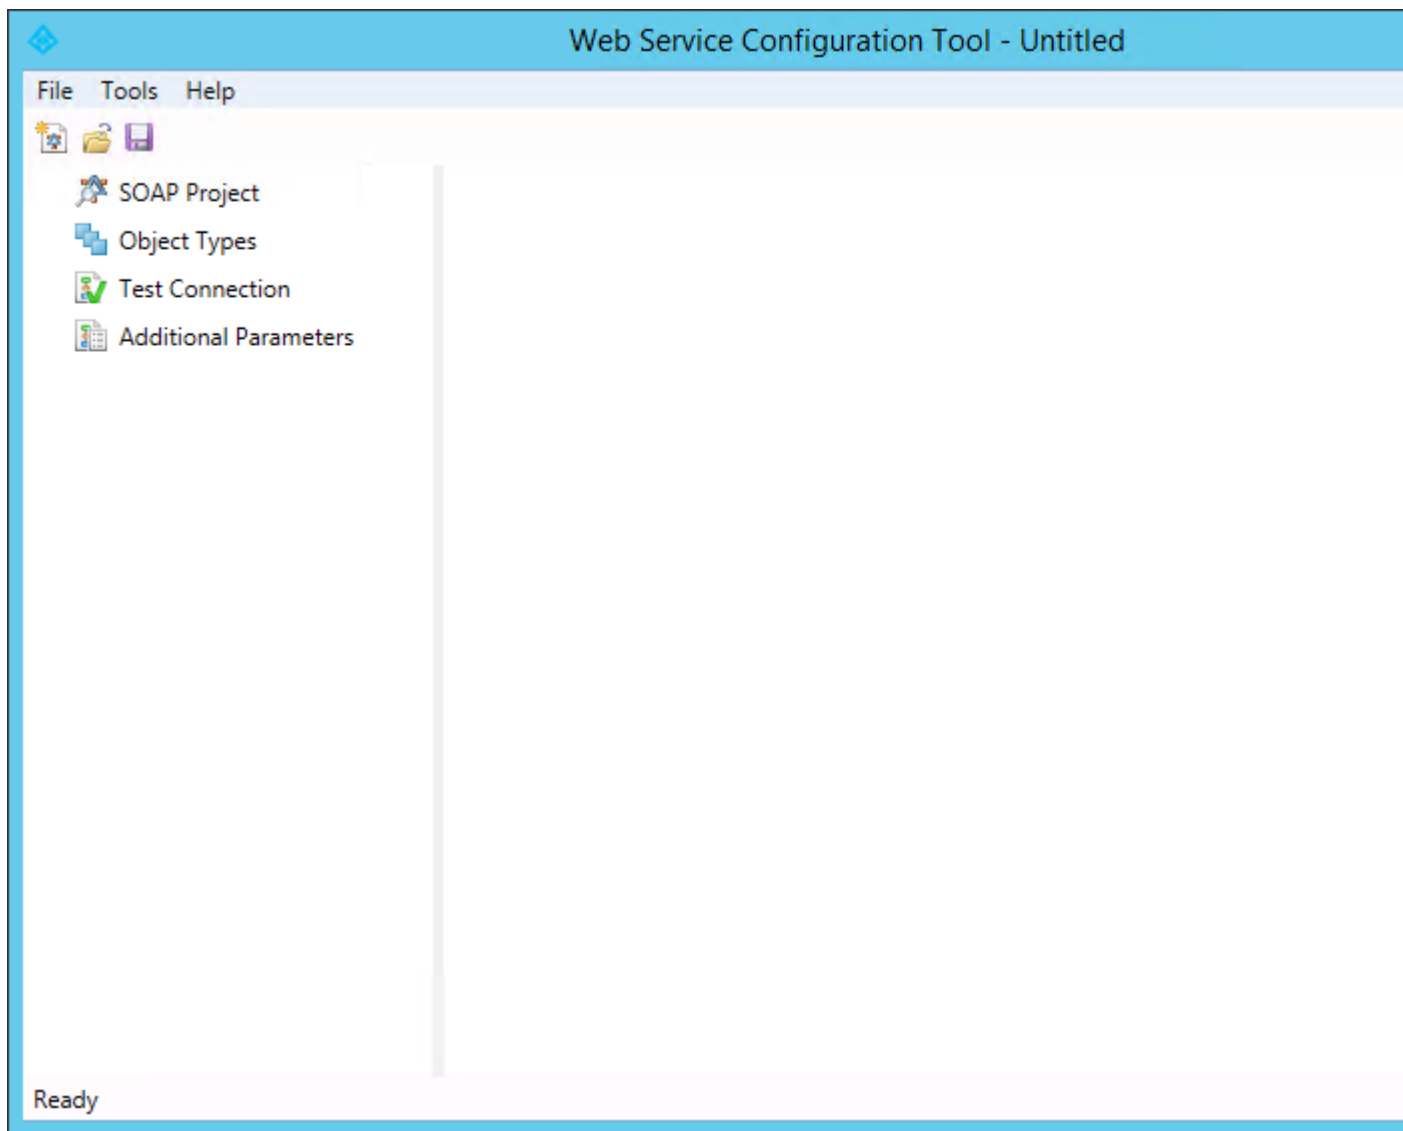 Web Service Configuration Tool - Untitled
File Tools Help
SOAP Project
Object Types
Test Connection
Additional Parameters
Ready